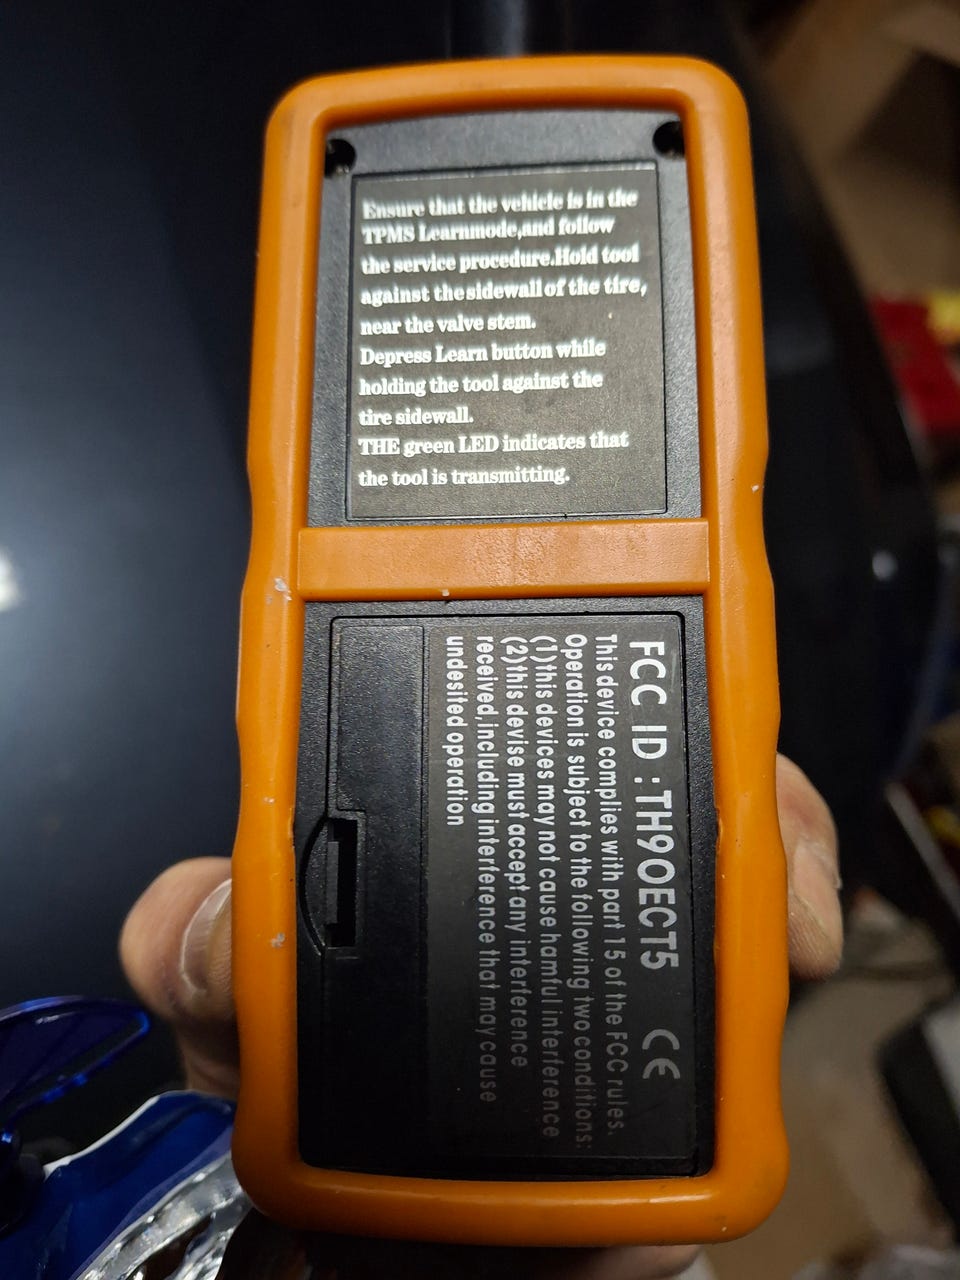 Ensure that the vehicle is in the
TPMS Learnmode,and follow
the service procedure.Hold tool
against thesidewall of the tire,
near the valve stem.
Depress Learn button while
holding the tool against the
tire sidewall.
THE green LED indicates that
the tool is transmitting.
FCC ID : TH9OECT5 CE
This device complies with part 15 of the FCC rules.
Operation is subject to the following two conditions:
(1)this devices may not cause hamful interference
(2)this devise must accept any interference
received,including interference that may cause
undesited operation